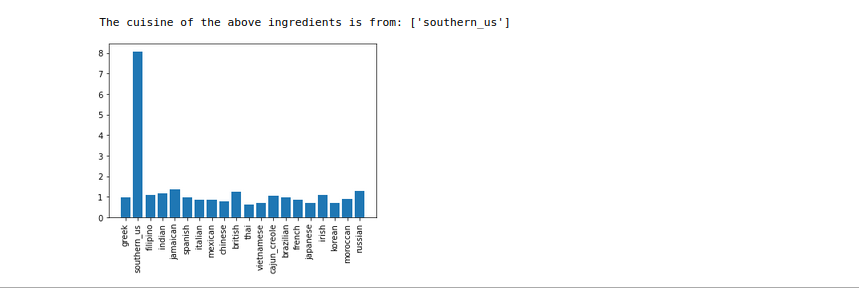 The cuisine of the above ingredients is from: ['southern_us']
8
7
6
5
4
3
2
1
0
greek
southern_us
filipino
indian
jamaican
spanish
italian
mexican
chinese
british
thai
vietnamese
cajun_creole
brazilian
french
japanese
irish
korean
moroccan
russian